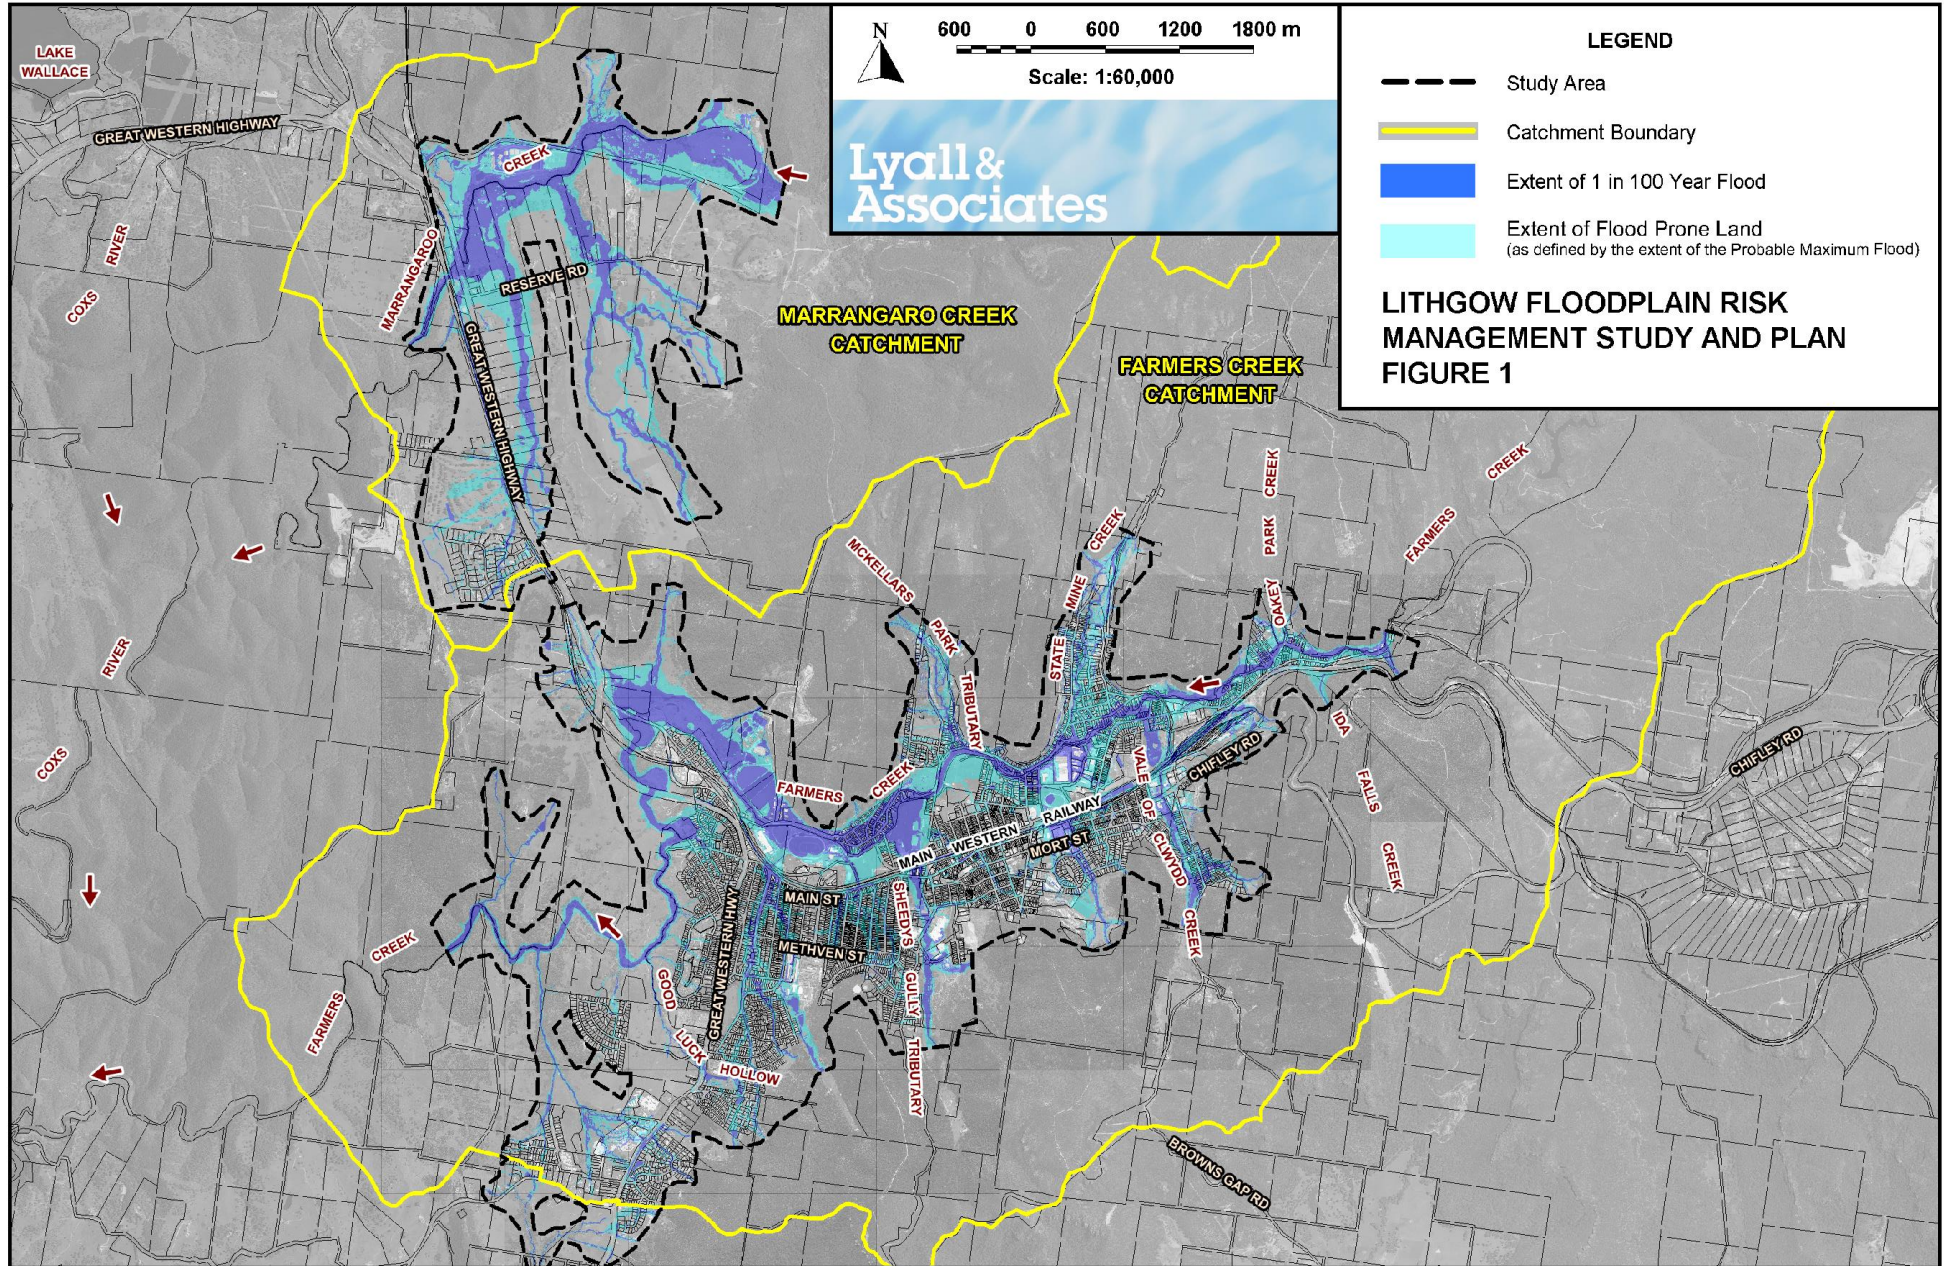 LAKE
WALLACE
GREAT WESTERN HIGHWAY
COXS
RIVER
MARRANGAROO
CREEK
RESERVE RD
GREAT WESTERN HIGHWAY
N
600 0 600 1200 1800 m
Scale: 1:60,000
Lyall &
Associates
LEGEND
Study Area
Catchment Boundary
Extent of 1 in 100 Year Flood
Extent of Flood Prone Land
(as defined by the extent of the Probable Maximum Flood)
LITHGOW FLOODPLAIN RISK
MANAGEMENT STUDY AND PLAN
FIGURE 1
MARRANGARO CREEK
CATCHMENT
FARMERS CREEK
CATCHMENT
MCKELLARS
PARK
TRIBUTARY
STATE
MINE
CREEK
OAKEY
PARK
CREEK
FARMERS
CREEK
COXS
RIVER
FARMERS
CREEK
IDA
FALLS
CREEK
CHIFLEY RD
CHIFLEY RD
VALE
OF
CLWYDD
CREEK
MAIN
WESTERN
RAILWAY
MORT ST
MAIN ST
METHVEN ST
GREAT WESTERN HWY
SHEEDYS
GULLY
TRIBUTARY
GOOD
LUCK
HOLLOW
FARMERS
CREEK
BROWNS GAP RD